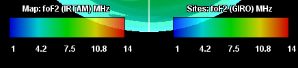 Map: foF2 (IRTAM) MHz
Sites: foF2 (GIRO) MHz
1 4.2 7.5 10.8 14
1 4.2 7.5 10.8 14